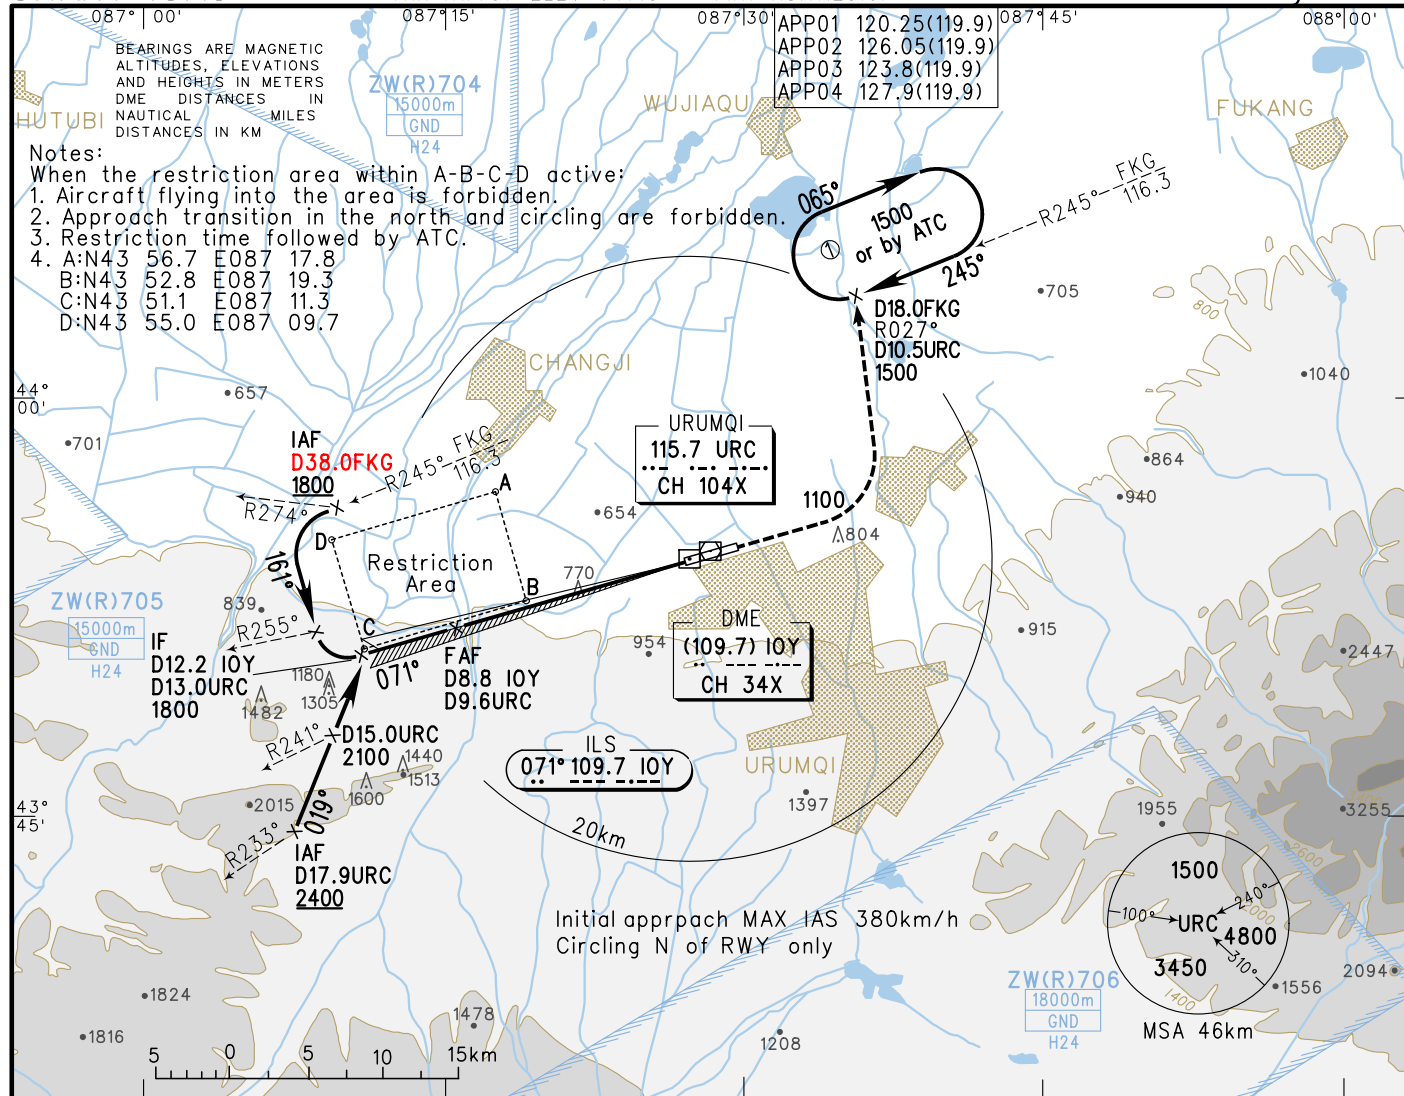 087°00'
087°15'
087°30'
087°45'
088°00'
BEARINGS ARE MAGNETIC
ALTITUDES, ELEVATIONS
AND HEIGHTS IN METERS
DME DISTANCES IN
NAUTICAL MILES
DISTANCES IN KM
APP01 120.25(119.9)
APP02 126.05(119.9)
APP03 123.8(119.9)
APP04 127.9(119.9)
ZW(R)704
15000m
GND
H24
HUTUBI
WUJIAQU
FUKANG
Notes:
When the restriction area within A-B-C-D active:
1. Aircraft flying into the area is forbidden.
2. Approach transition in the north and circling are forbidden.
3. Restriction time followed by ATC.
4. A:N43 56.7 E087 17.8
B:N43 52.8 E087 19.3
C:N43 51.1 E087 11.3
D:N43 55.0 E087 09.7
065°
1500
or by ATC
①
245°
R245° FKG
116.3
D18.0FKG
R027°
D10.5URC
1500
705
800
1040
CHANGJI
657
44°
00'
701
IAF
D38.0FKG
1800
R245° FKG
116.3
R274°
A
D
Restriction
Area
B
C
161°
654
770
URUMQI
115.7 URC
CH 104X
1100
804
864
940
ZW(R)705
15000m
GND
H24
839
R255°
IF
D12.2 IOY
D13.0URC
1800
1180
1305
1482
071°
FAF
D8.8 IOY
D9.6URC
954
DME
(109.7) IOY
CH 34X
915
2447
R241°
D15.0URC
2100
1440
1513
1600
ILS
071° 109.7 IOY
URUMQI
1397
43°
45'
2015
019°
R233°
IAF
D17.9URC
2400
20km
1955
3255
2600
2000
1500
100°
240°
URC
4800
310°
3450
1400
MSA 46km
Initial apprpach MAX IAS 380km/h
Circling N of RWY only
ZW(R)706
18000m
GND
H24
2094
1556
1824
1816
1478
1208
5 0 5 10 15km